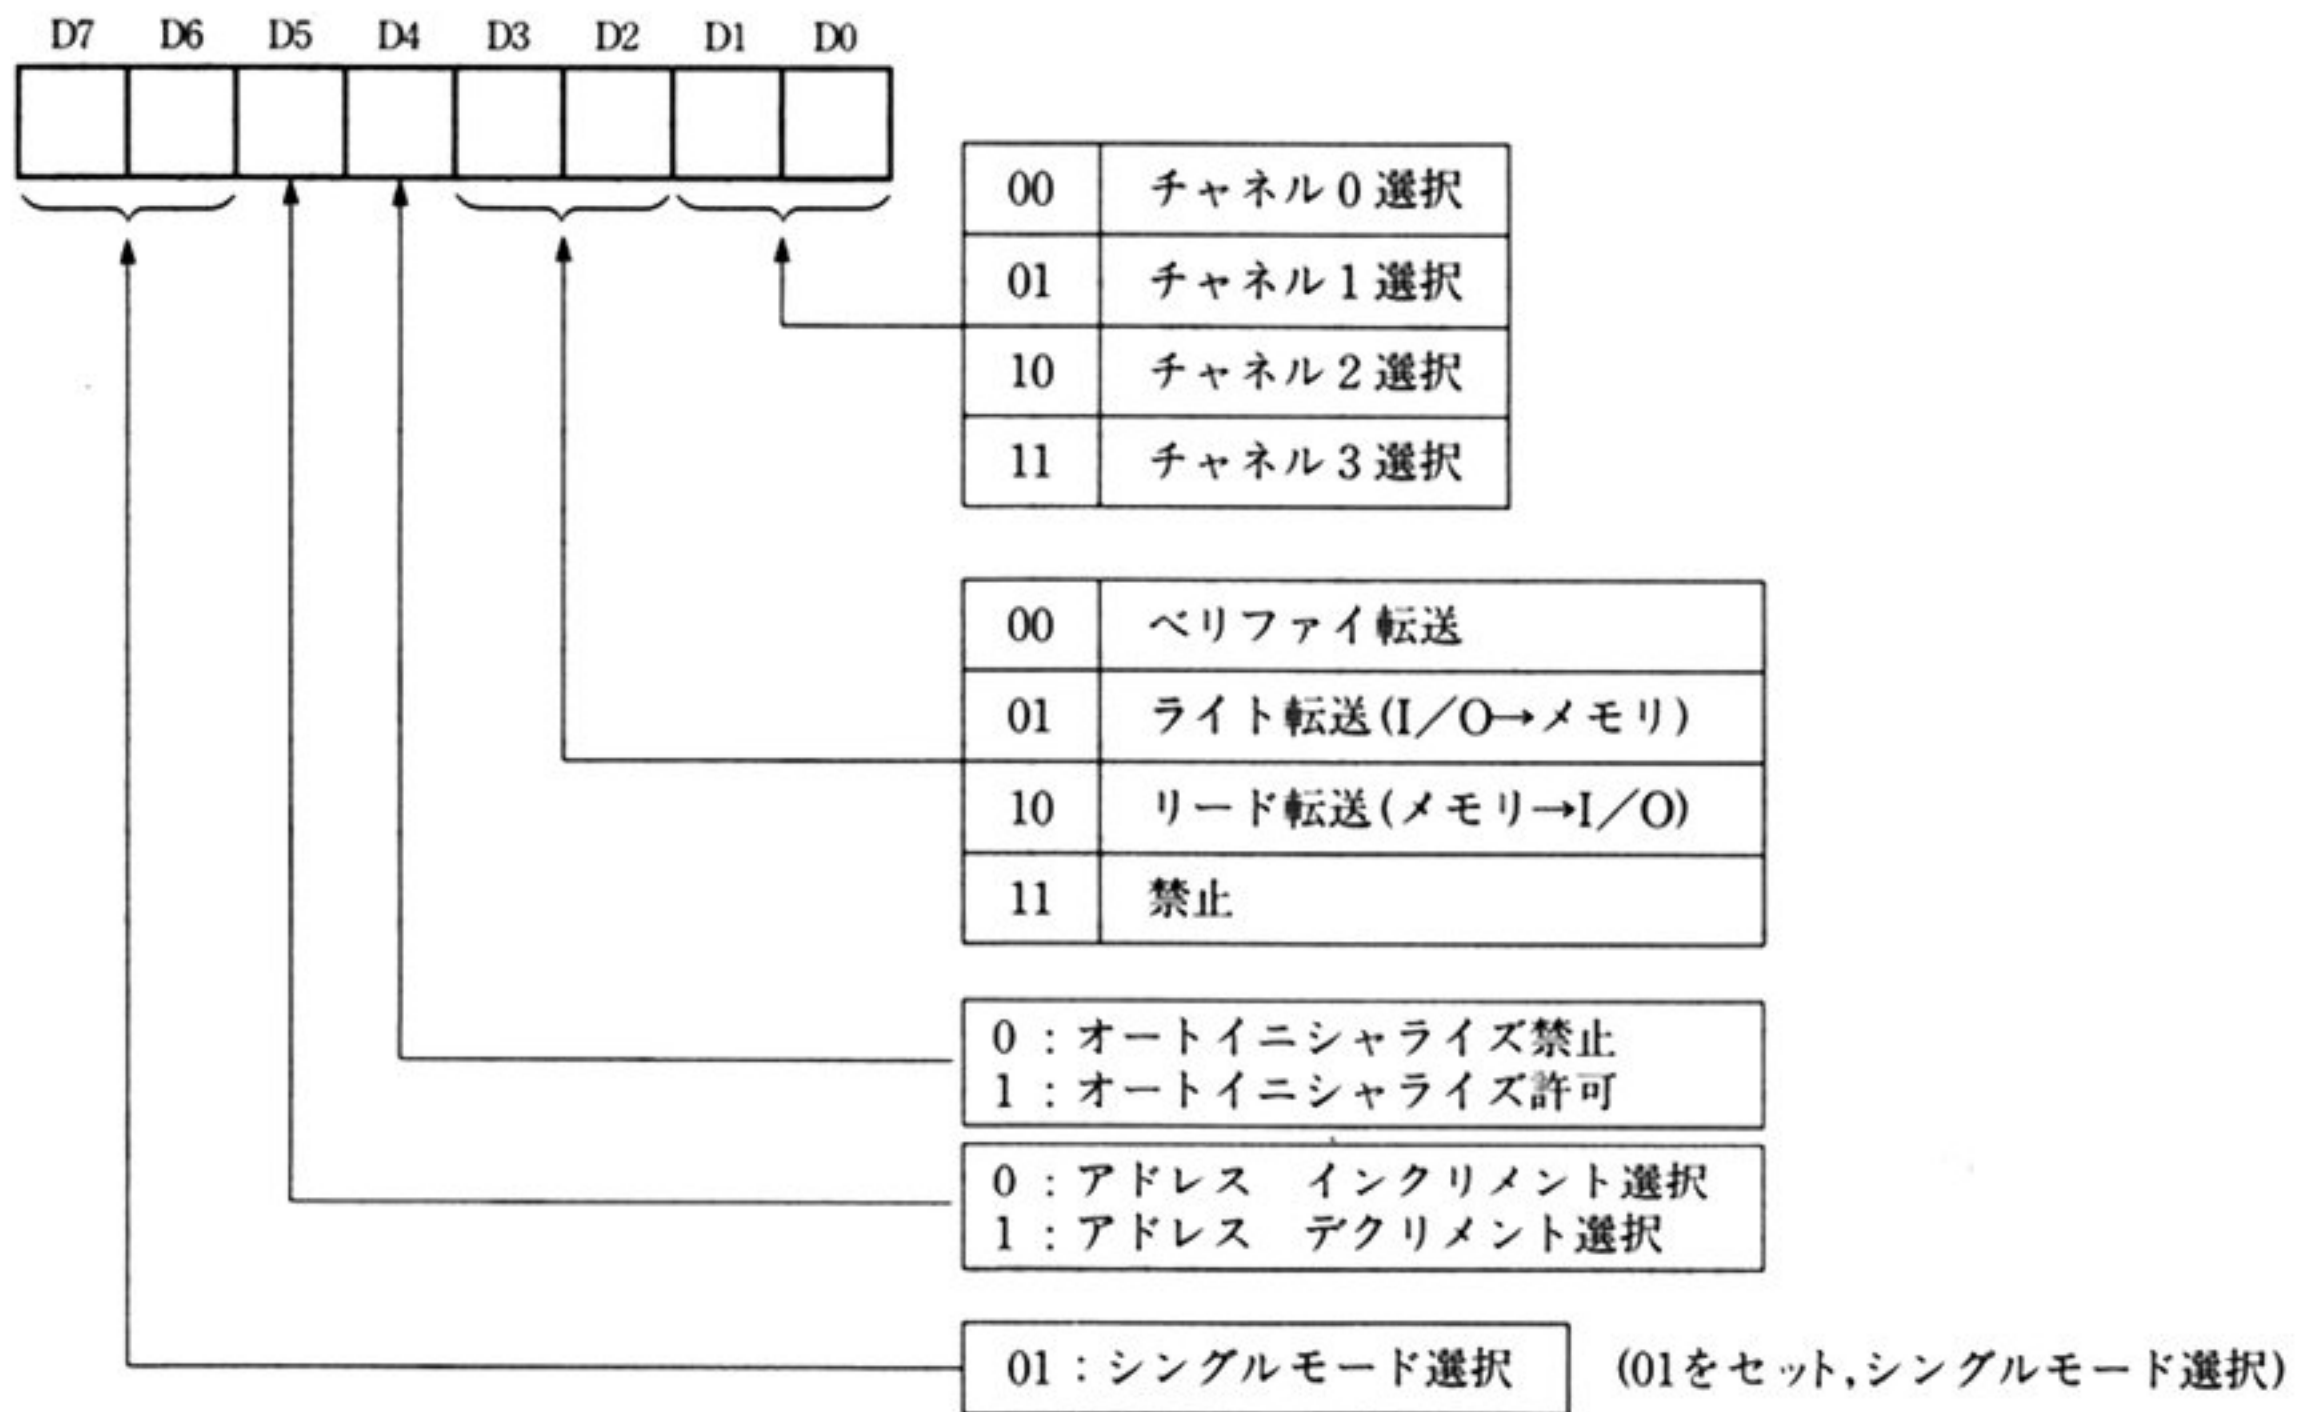 D7 D6 D5 D4 D3 D2 D1 D0
00 チャネル0選択
01 チャネル1選択
10 チャネル2選択
11 チャネル3選択
00 ベリファイ転送
01 ライト転送(I／O→メモリ)
10 リード転送(メモリ→I／O)
11 禁止
0：オートイニシャライズ禁止
1：オートイニシャライズ許可
0：アドレス　インクリメント選択
1：アドレス　デクリメント選択
01：シングルモード選択 (01をセット,シングルモード選択)